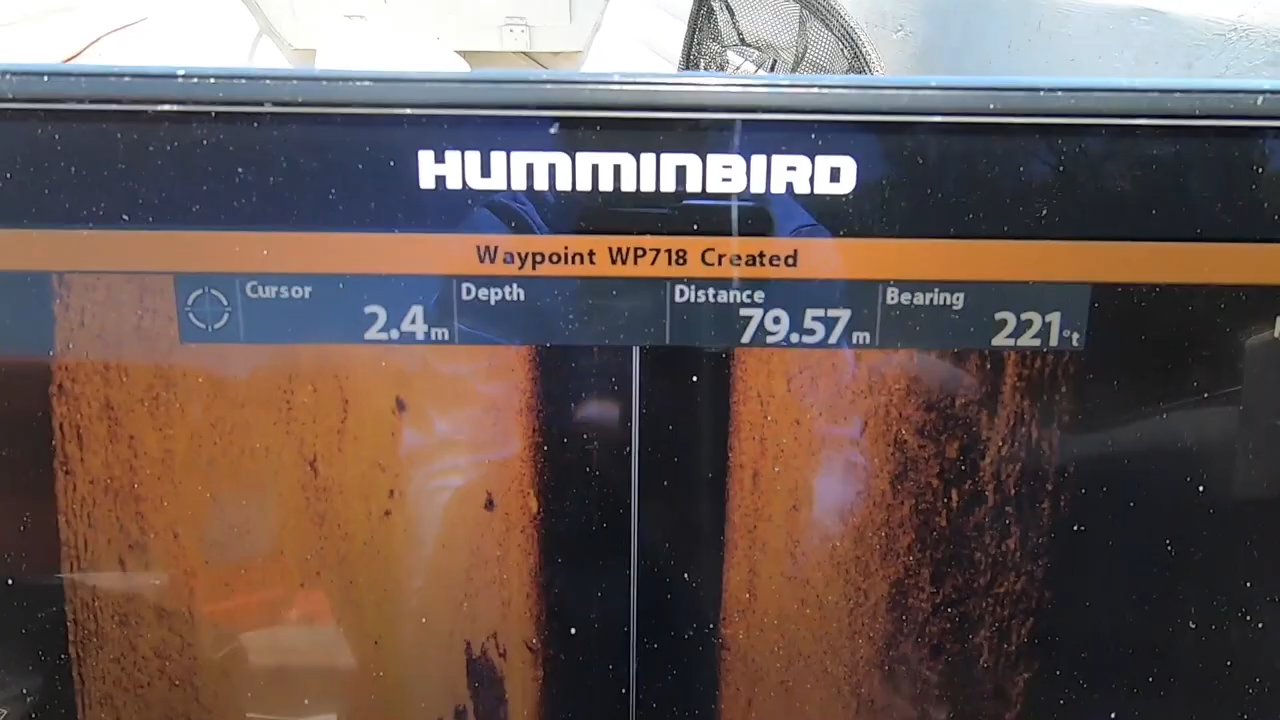 HUMMINBIRD
Waypoint WP718 Created
Cursor Depth Distance Bearing
2.4m 79.57m 221°t